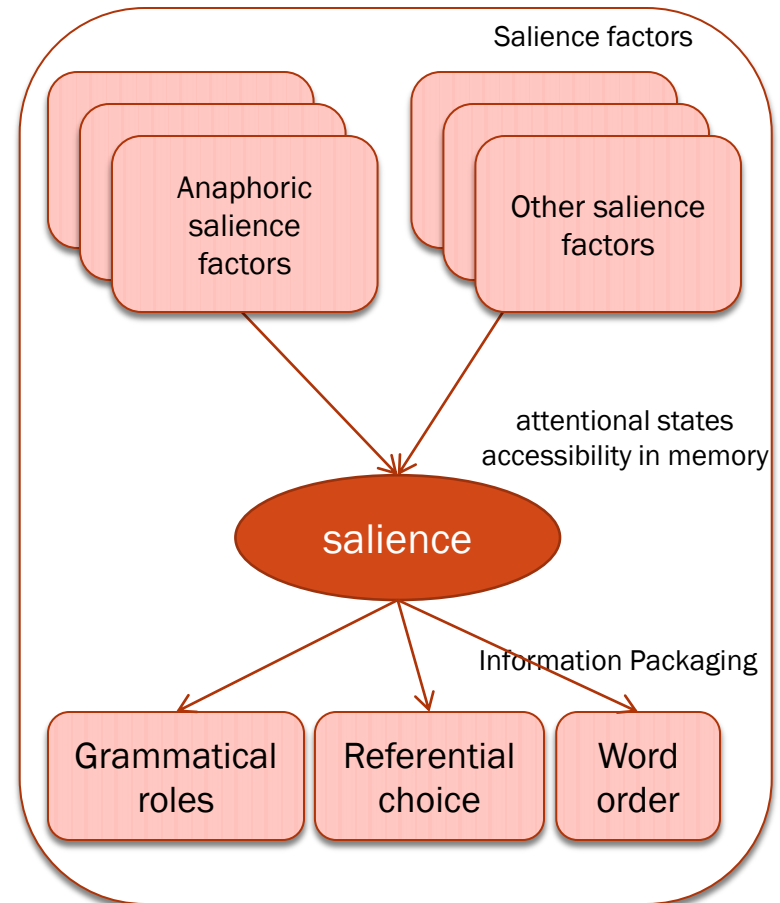 Salience factors
Anaphoric
salience
factors
Other salience
factors
attentional states
accessibility in memory
salience
Information Packaging
Grammatical
roles
Referential
choice
Word
order